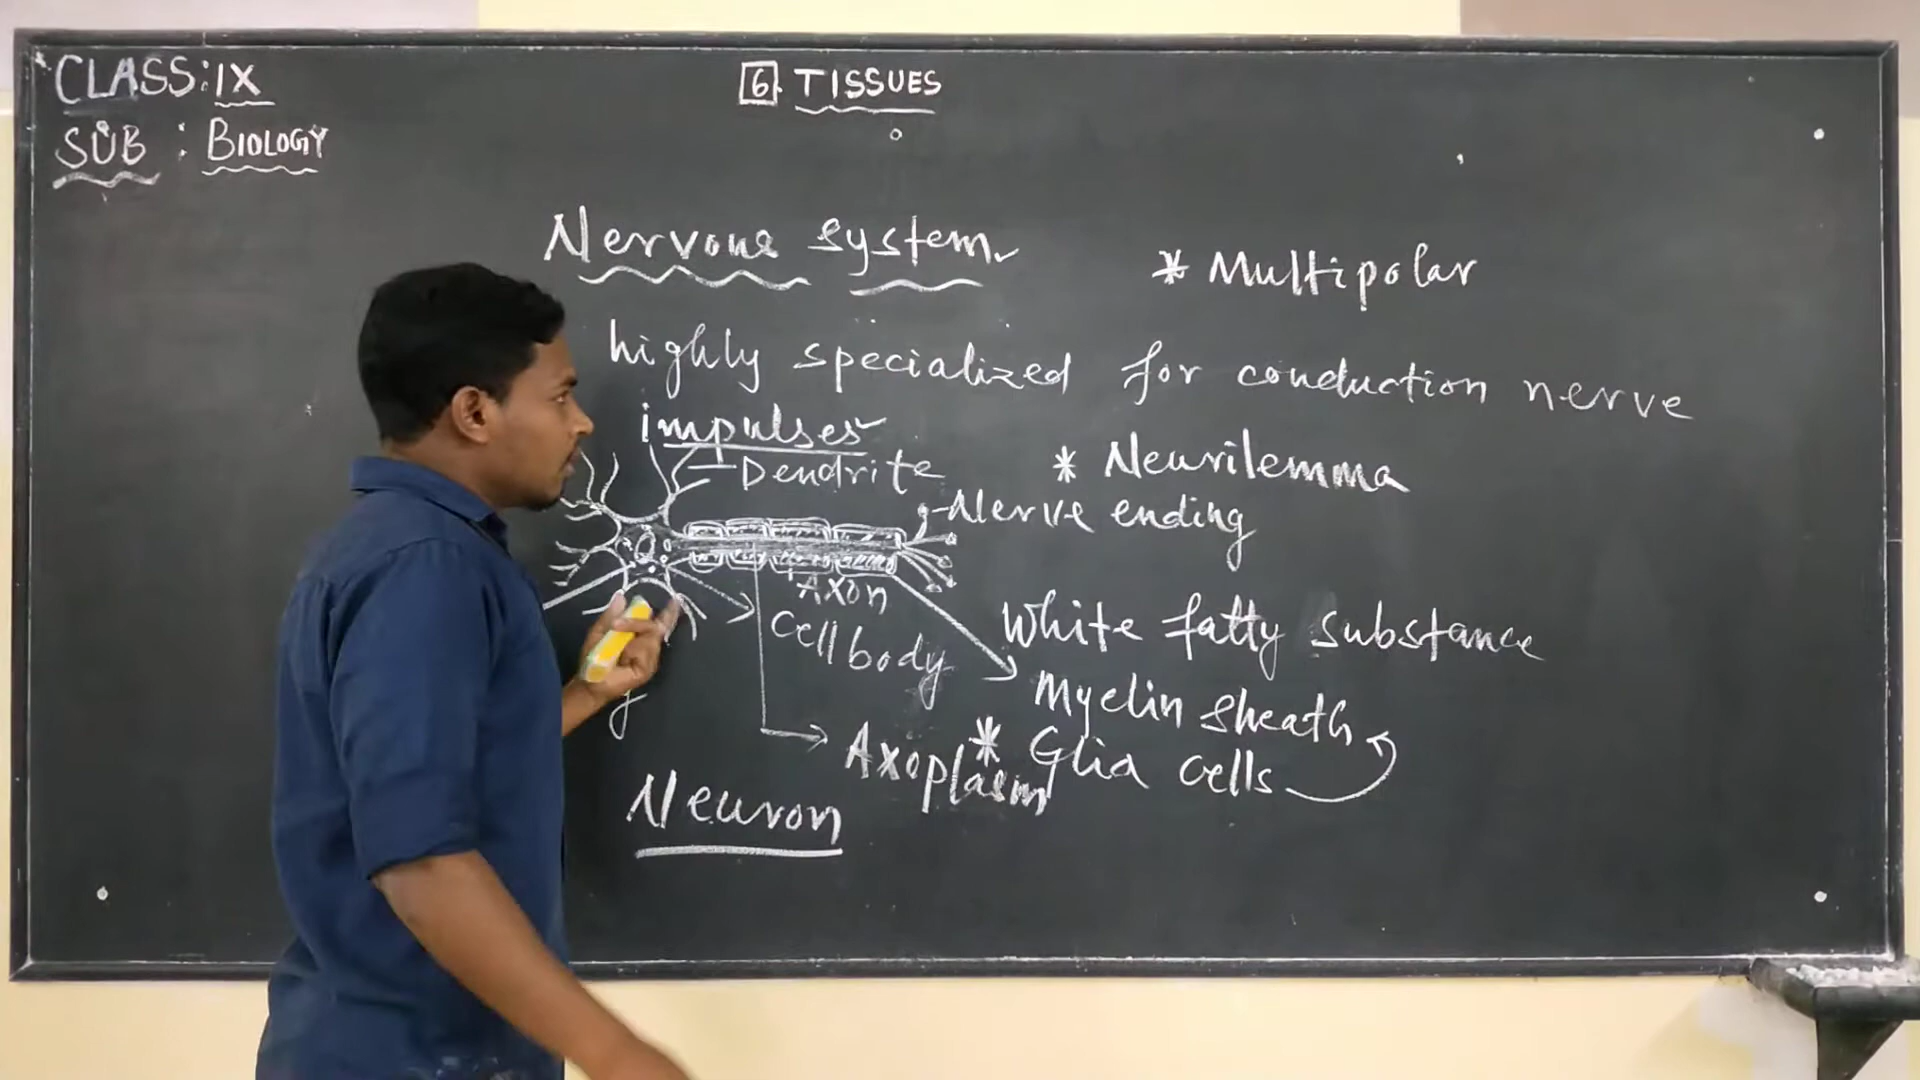 CLASS: IX
SUB : BIOLOGY
6. TISSUES
Nervous system
* Multipolar
highly specialized for conduction nerve
impulses
Dendrite
* Neurilemma
Nerve ending
Axon
Cell body
White fatty substance
Myelin sheath
Axoplasm
* Glia cells
Neuron